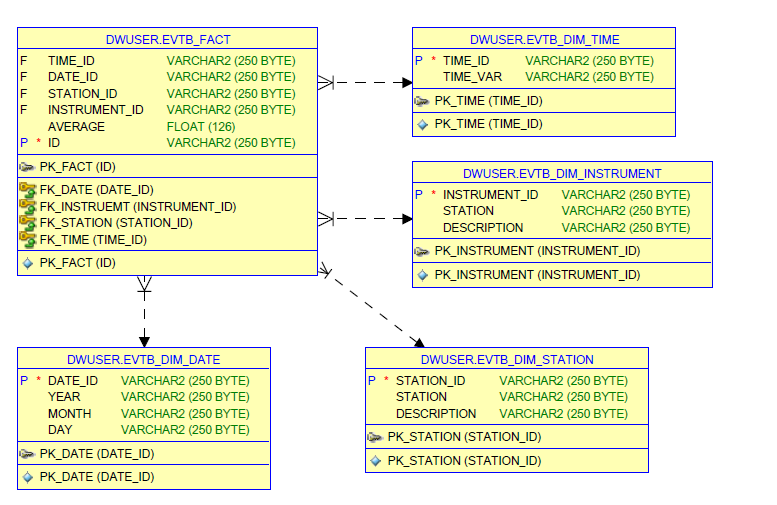 DWUSER.EVTB_FACT
F TIME_ID VARCHAR2 (250 BYTE)
F DATE_ID VARCHAR2 (250 BYTE)
F STATION_ID VARCHAR2 (250 BYTE)
F INSTRUMENT_ID VARCHAR2 (250 BYTE)
AVERAGE FLOAT (126)
P * ID VARCHAR2 (250 BYTE)
PK_FACT (ID)
FK_DATE (DATE_ID)
FK_INSTRUEMT (INSTRUMENT_ID)
FK_STATION (STATION_ID)
FK_TIME (TIME_ID)
PK_FACT (ID)
DWUSER.EVTB_DIM_TIME
P * TIME_ID VARCHAR2 (250 BYTE)
TIME_VAR VARCHAR2 (250 BYTE)
PK_TIME (TIME_ID)
PK_TIME (TIME_ID)
DWUSER.EVTB_DIM_INSTRUMENT
P * INSTRUMENT_ID VARCHAR2 (250 BYTE)
STATION VARCHAR2 (250 BYTE)
DESCRIPTION VARCHAR2 (250 BYTE)
PK_INSTRUMENT (INSTRUMENT_ID)
PK_INSTRUMENT (INSTRUMENT_ID)
DWUSER.EVTB_DIM_DATE
P * DATE_ID VARCHAR2 (250 BYTE)
YEAR VARCHAR2 (250 BYTE)
MONTH VARCHAR2 (250 BYTE)
DAY VARCHAR2 (250 BYTE)
PK_DATE (DATE_ID)
PK_DATE (DATE_ID)
DWUSER.EVTB_DIM_STATION
P * STATION_ID VARCHAR2 (250 BYTE)
STATION VARCHAR2 (250 BYTE)
DESCRIPTION VARCHAR2 (250 BYTE)
PK_STATION (STATION_ID)
PK_STATION (STATION_ID)